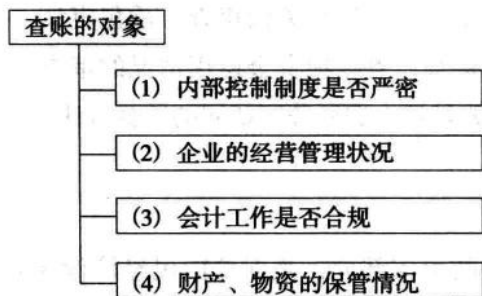 查账的对象
(1) 内部控制制度是否严密
(2) 企业的经营管理状况
(3) 会计工作是否合规
(4) 财产、物资的保管情况